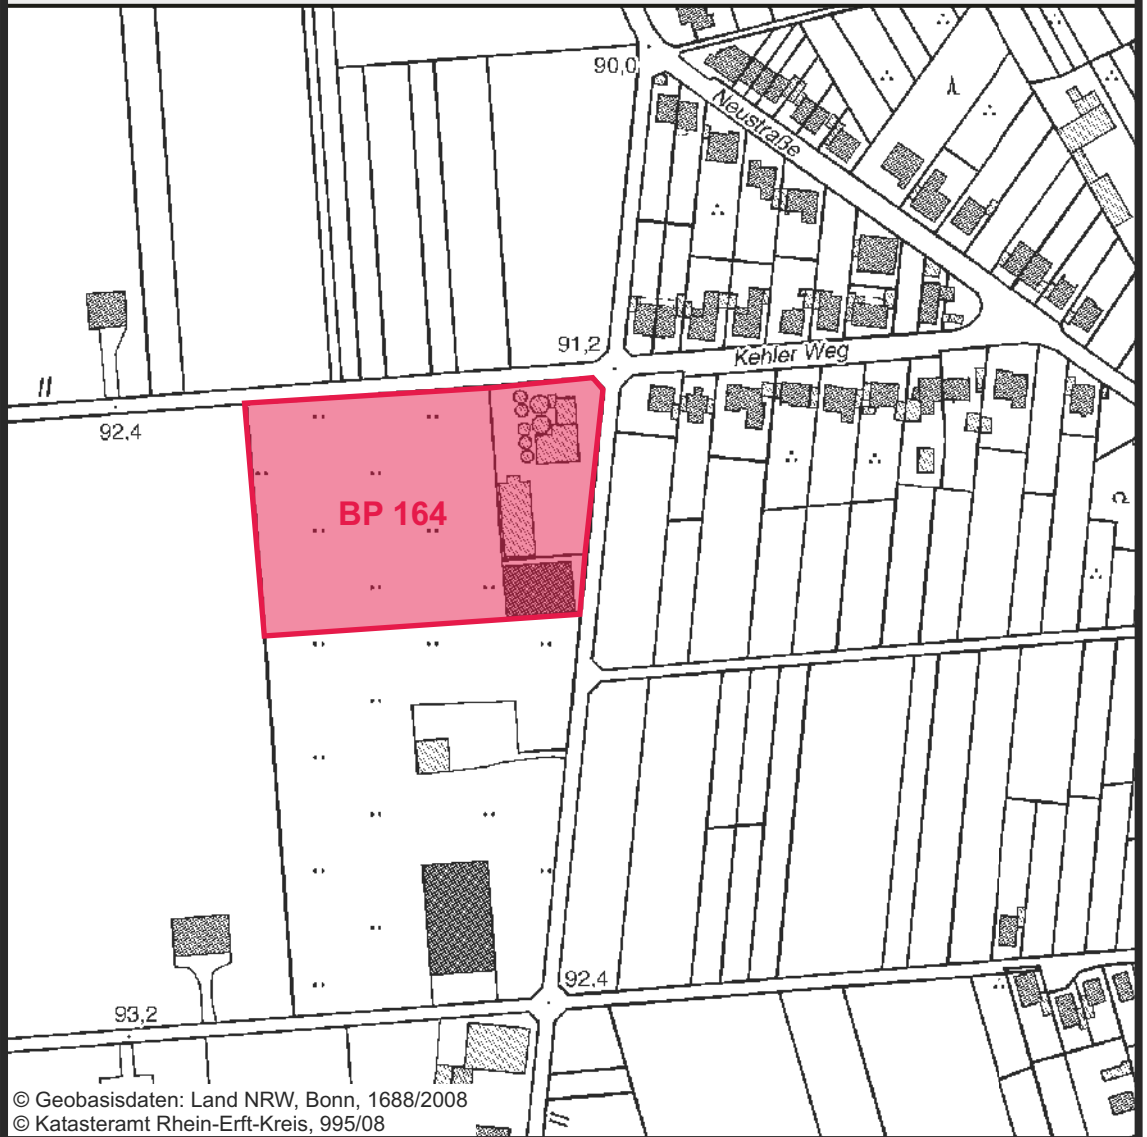 90,0
Neustraße
91,2
Kehler Weg
92,4
BP 164
92,4
93,2
© Geobasisdaten: Land NRW, Bonn, 1688/2008
© Katasteramt Rhein-Erft-Kreis, 995/08